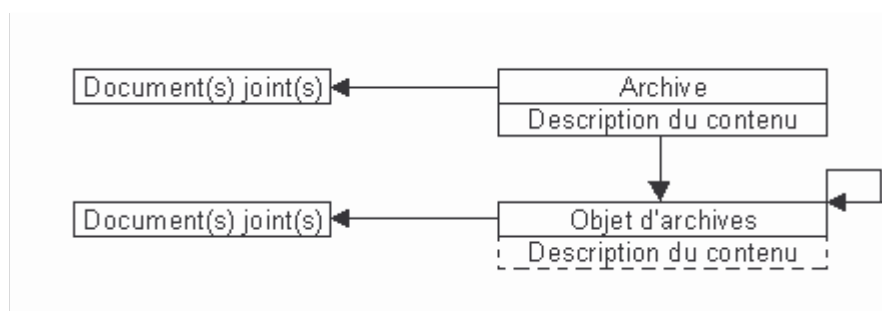 Document(s) joint(s)
Archive
Description du contenu
Document(s) joint(s)
Objet d'archives
Description du contenu